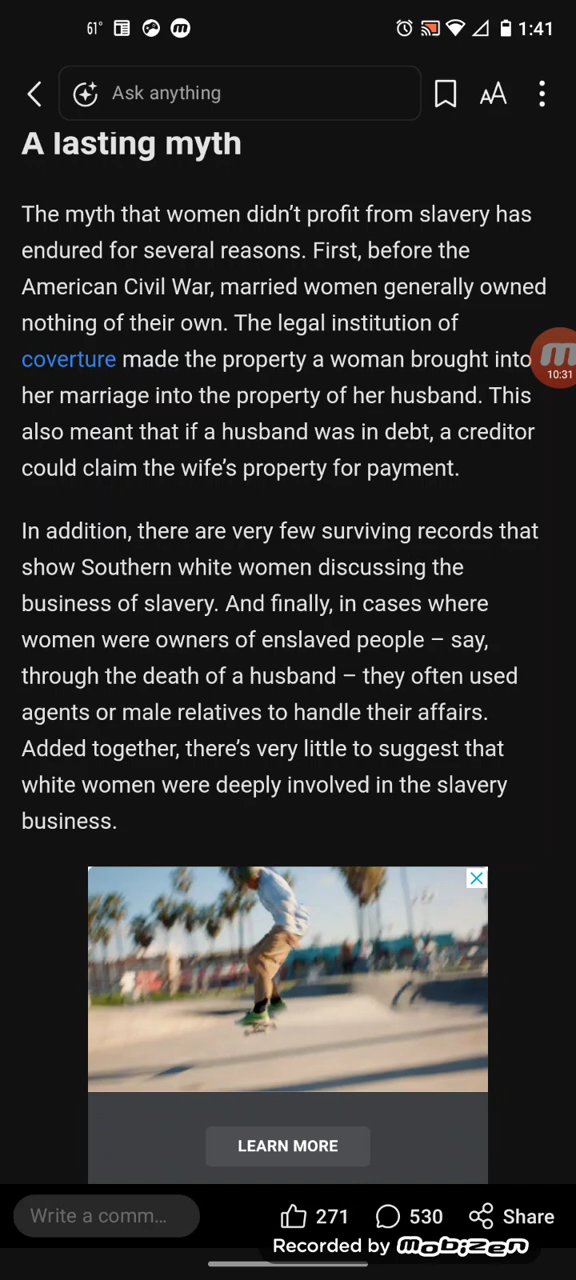 61°
1:41
Ask anything
A lasting myth
The myth that women didn’t profit from slavery has
endured for several reasons. First, before the
American Civil War, married women generally owned
nothing of their own. The legal institution of
coverture made the property a woman brought into
10:31
her marriage into the property of her husband. This
also meant that if a husband was in debt, a creditor
could claim the wife’s property for payment.
In addition, there are very few surviving records that
show Southern white women discussing the
business of slavery. And finally, in cases where
women were owners of enslaved people – say,
through the death of a husband – they often used
agents or male relatives to handle their affairs.
Added together, there’s very little to suggest that
white women were deeply involved in the slavery
business.
LEARN MORE
Write a comm...
271
530
Share
Recorded by mobizen